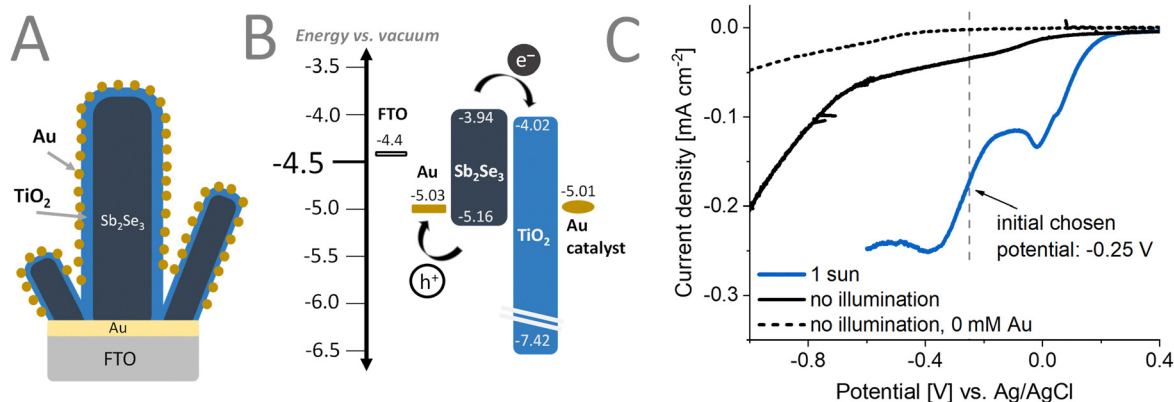 A
Au
TiO₂
Sb₂Se₃
Au
FTO
B
Energy vs. vacuum
-3.5
-4.0
-4.5
-5.0
-5.5
-6.0
-6.5
FTO
-4.4
Au
-5.03
e⁻
-3.94
Sb₂Se₃
-5.16
h⁺
-4.02
TiO₂
-7.42
-5.01
Au
catalyst
C
Current density [mA cm⁻²]
0.0
-0.1
-0.2
-0.3
initial chosen
potential: -0.25 V
1 sun
no illumination
no illumination, 0 mM Au
-0.8
-0.4
0.0
0.4
Potential [V] vs. Ag/AgCl